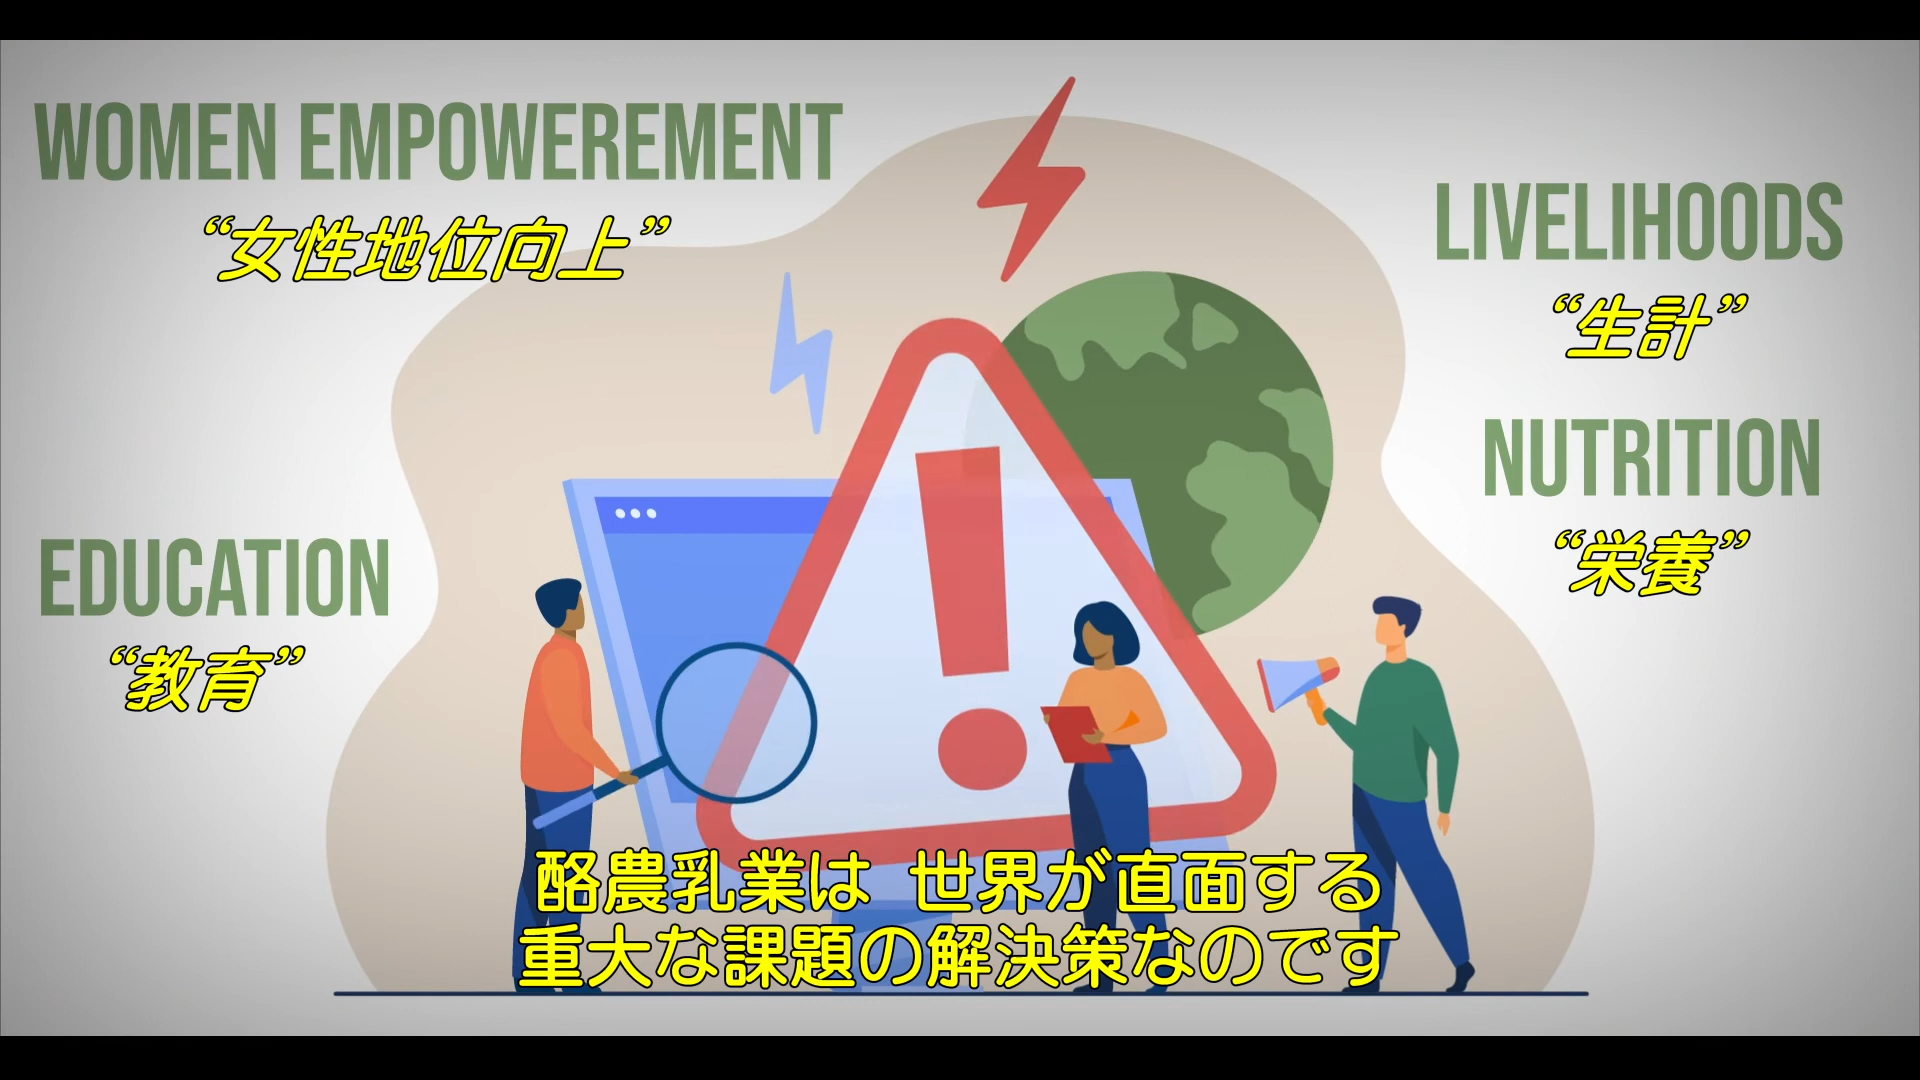 WOMEN EMPOWEREMENT
“女性地位向上”
LIVELIHOODS
“生計”
NUTRITION
“栄養”
EDUCATION
“教育”
酪農乳業は 世界が直面する
重大な課題の解決策なのです